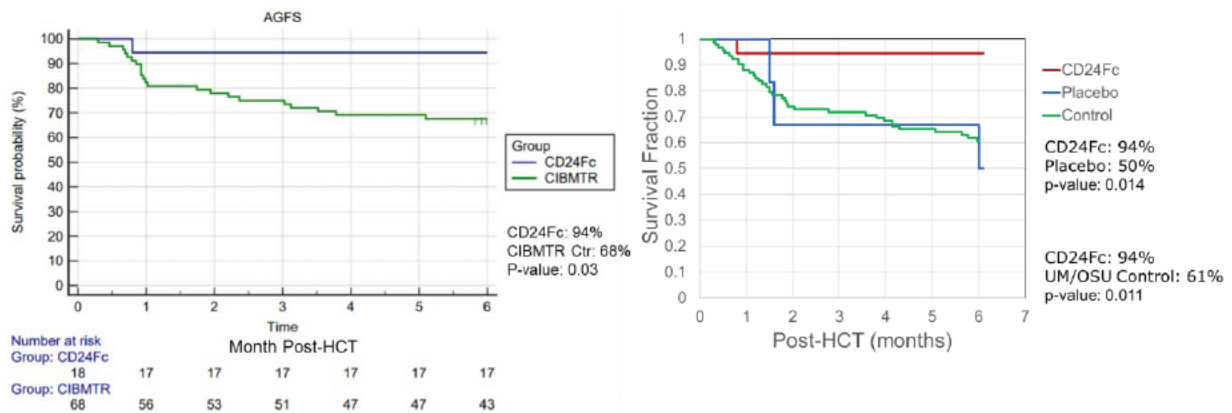 AGFS
Survival probability (%)
100
90
80
70
60
50
40
30
20
10
0
0 1 2 3 4 5 6
Time
Month Post-HCT
Group
CD24Fc
CIBMTR
CD24Fc: 94%
CIBMTR Ctr: 68%
P-value: 0.03
Number at risk
Group: CD24Fc
18 17 17 17 17 17 17
Group: CIBMTR
68 56 53 51 47 47 43
Survival Fraction
1
0.9
0.8
0.7
0.6
0.5
0.4
0.3
0.2
0.1
0
0 1 2 3 4 5 6 7
Post-HCT (months)
CD24Fc
Placebo
Control
CD24Fc: 94%
Placebo: 50%
p-value: 0.014
CD24Fc: 94%
UM/OSU Control: 61%
p-value: 0.011